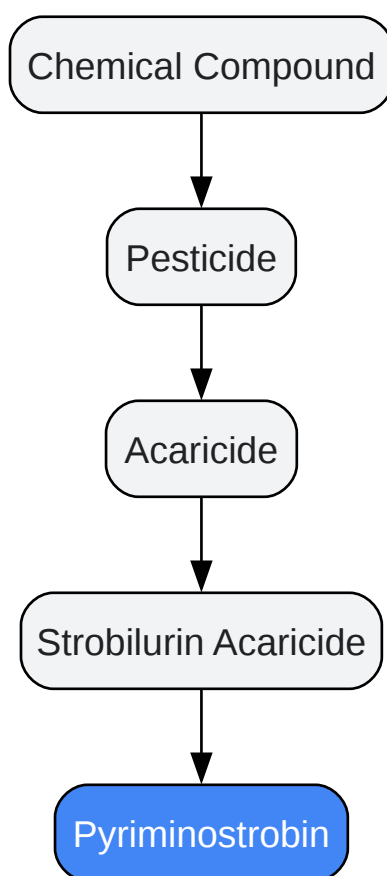 Chemical Compound
Pesticide
Acaricide
Strobilurin Acaricide
Pyriminostrobin